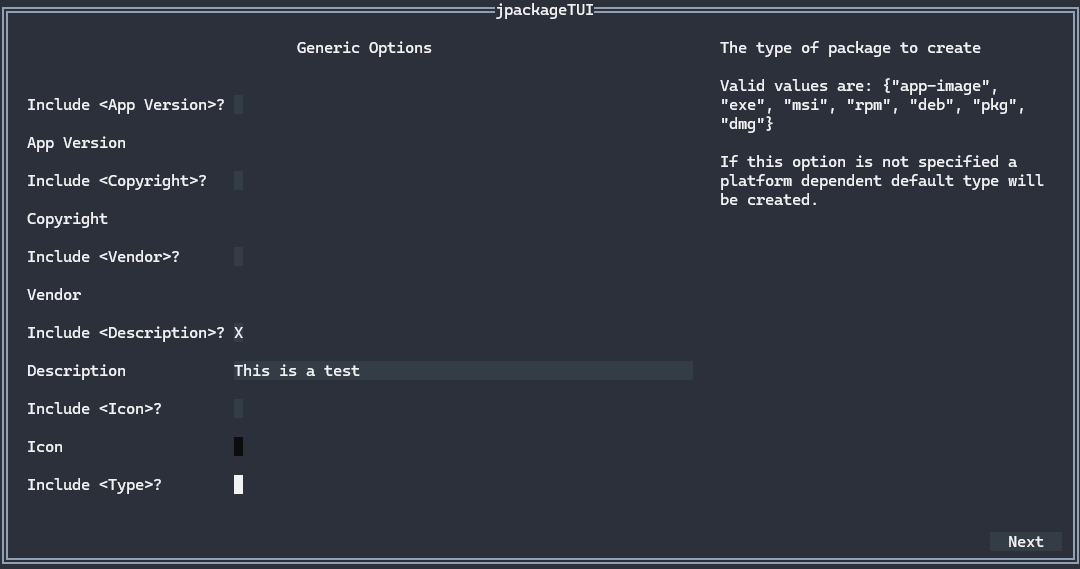 jpackageTUI
Generic Options
Include <App Version>?
App Version
Include <Copyright>?
Copyright
Include <Vendor>?
Vendor
Include <Description>? X
Description This is a test
Include <Icon>?
Icon
Include <Type>?
The type of package to create
Valid values are: {"app-image",
"exe", "msi", "rpm", "deb", "pkg",
"dmg"}
If this option is not specified a
platform dependent default type will
be created.
Next